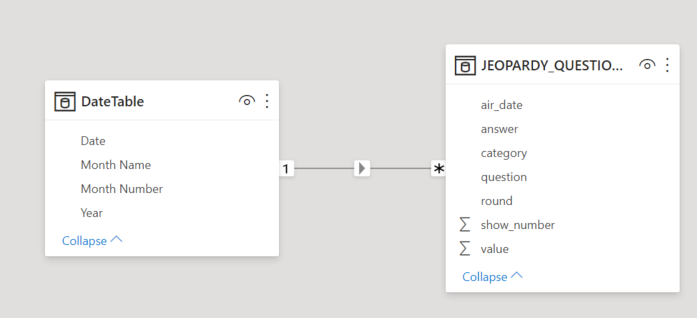 DateTable
Date
Month Name
Month Number
Year
Collapse
1
*
JEOPARDY_QUESTIO...
air_date
answer
category
question
round
∑ show_number
∑ value
Collapse